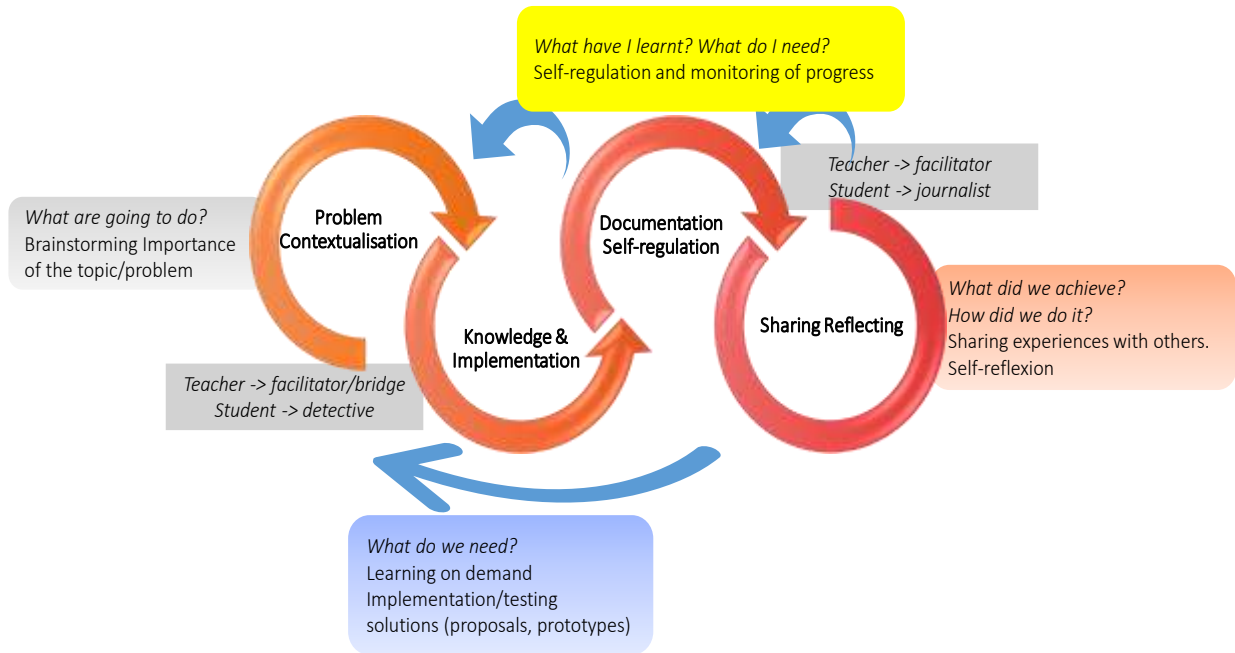 What have I learnt? What do I need?
Self-regulation and monitoring of progress
Teacher -> facilitator
Student -> journalist
What are going to do?
Brainstorming Importance
of the topic/problem
Problem
Contextualisation
Documentation
Self-regulation
Knowledge &
Implementation
Sharing Reflecting
What did we achieve?
How did we do it?
Sharing experiences with others.
Self-reflexion
Teacher -> facilitator/bridge
Student -> detective
What do we need?
Learning on demand
Implementation/testing
solutions (proposals, prototypes)